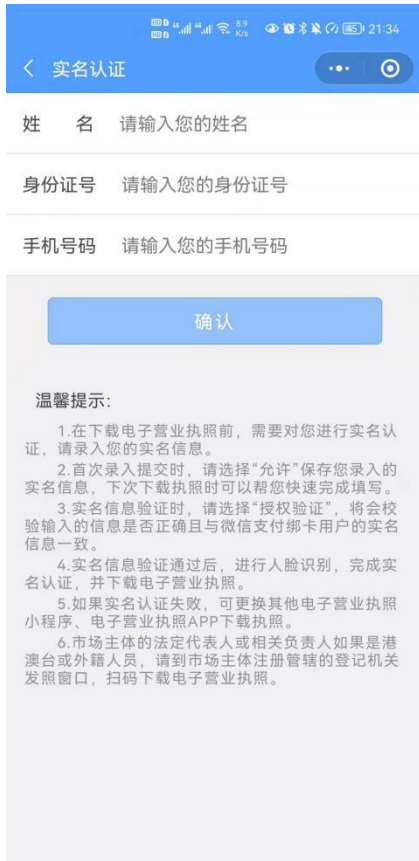 HD HD 46 46 8.9 K/s 85 21:34
实名认证
姓 名 请输入您的姓名
身份证号 请输入您的身份证号
手机号码 请输入您的手机号码
确认
温馨提示:
1.在下载电子营业执照前，需要对您进行实名认
证，请录入您的实名信息。
2.首次录入提交时，请选择“允许”保存您录入的
实名信息，下次下载执照时可以帮您快速完成填写。
3.实名信息验证时，请选择“授权验证”，将会校
验输入的信息是否正确且与微信支付绑卡用户的实名
信息一致。
4.实名信息验证通过后，进行人脸识别，完成实
名认证，并下载电子营业执照。
5.如果实名认证失败，可更换其他电子营业执照
小程序、电子营业执照APP下载执照。
6.市场主体的法定代表人或相关负责人如果是港
澳台或外籍人员，请到市场主体注册管辖的登记机关
发照窗口，扫码下载电子营业执照。